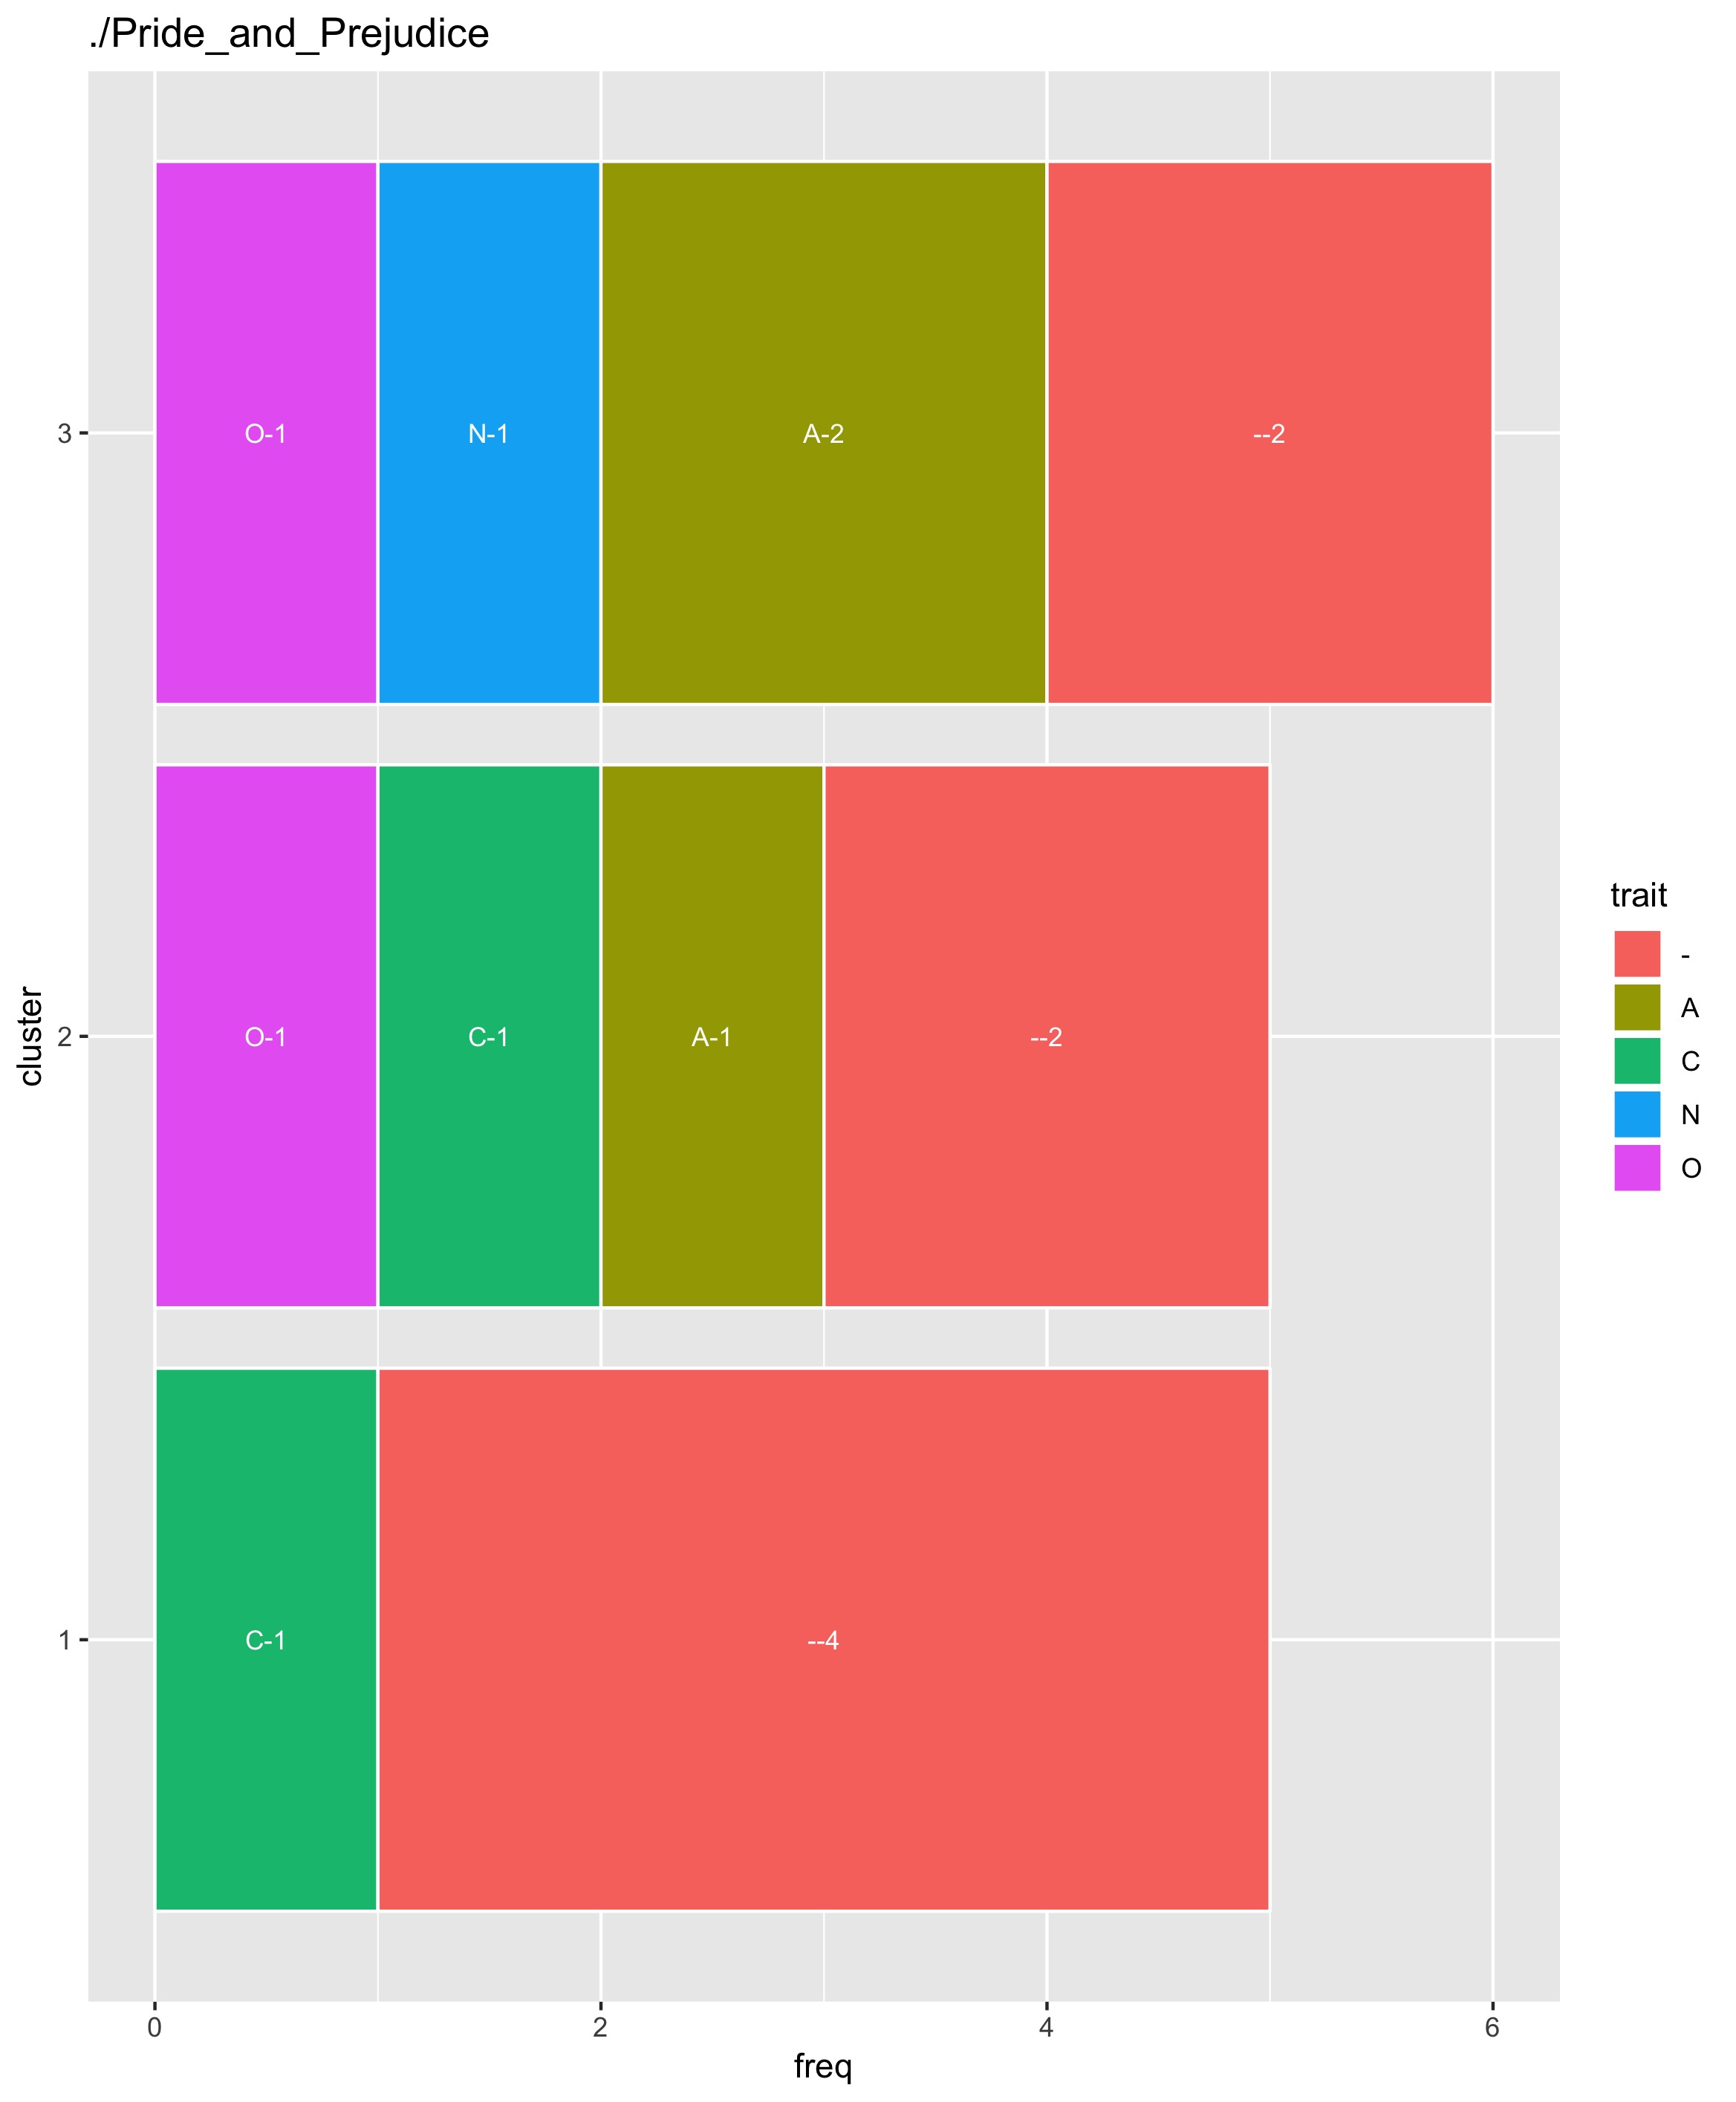 ./Pride_and_Prejudice
3
O-1 N-1 A-2 --2
2
O-1 C-1 A-1 --2
1
C-1 --4
cluster
0 2 4 6
freq
trait
-
A
C
N
O